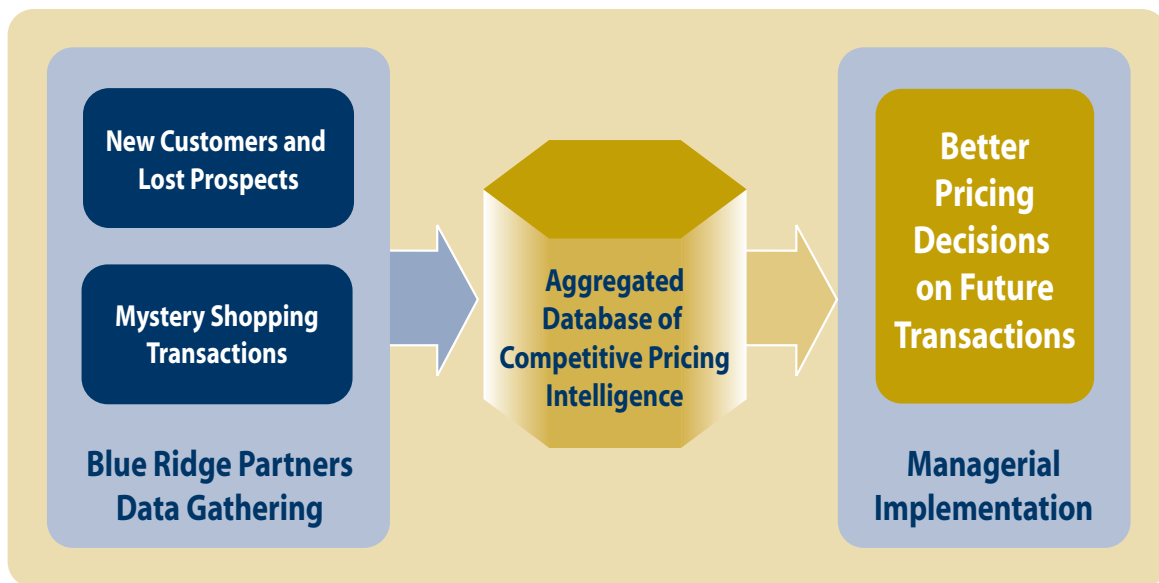 New Customers and
Lost Prospects
Mystery Shopping
Transactions
Blue Ridge Partners
Data Gathering
Aggregated
Database of
Competitive Pricing
Intelligence
Better
Pricing
Decisions
on Future
Transactions
Managerial
Implementation